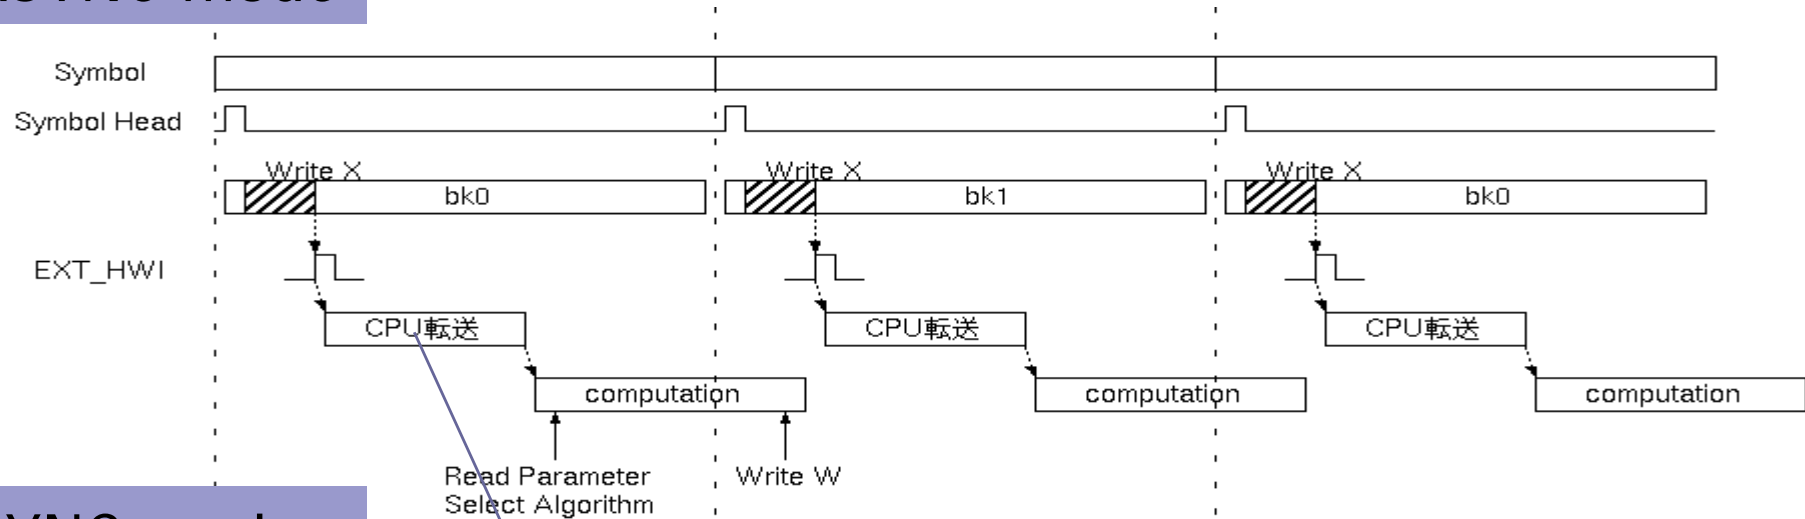 Symbol
Symbol Head
Write X Write X Write X
bk0 bk1 bk0
EXT_HWI
CPU転送 CPU転送 CPU転送
computation computation computation
Read Parameter Write W
Select Algorithm